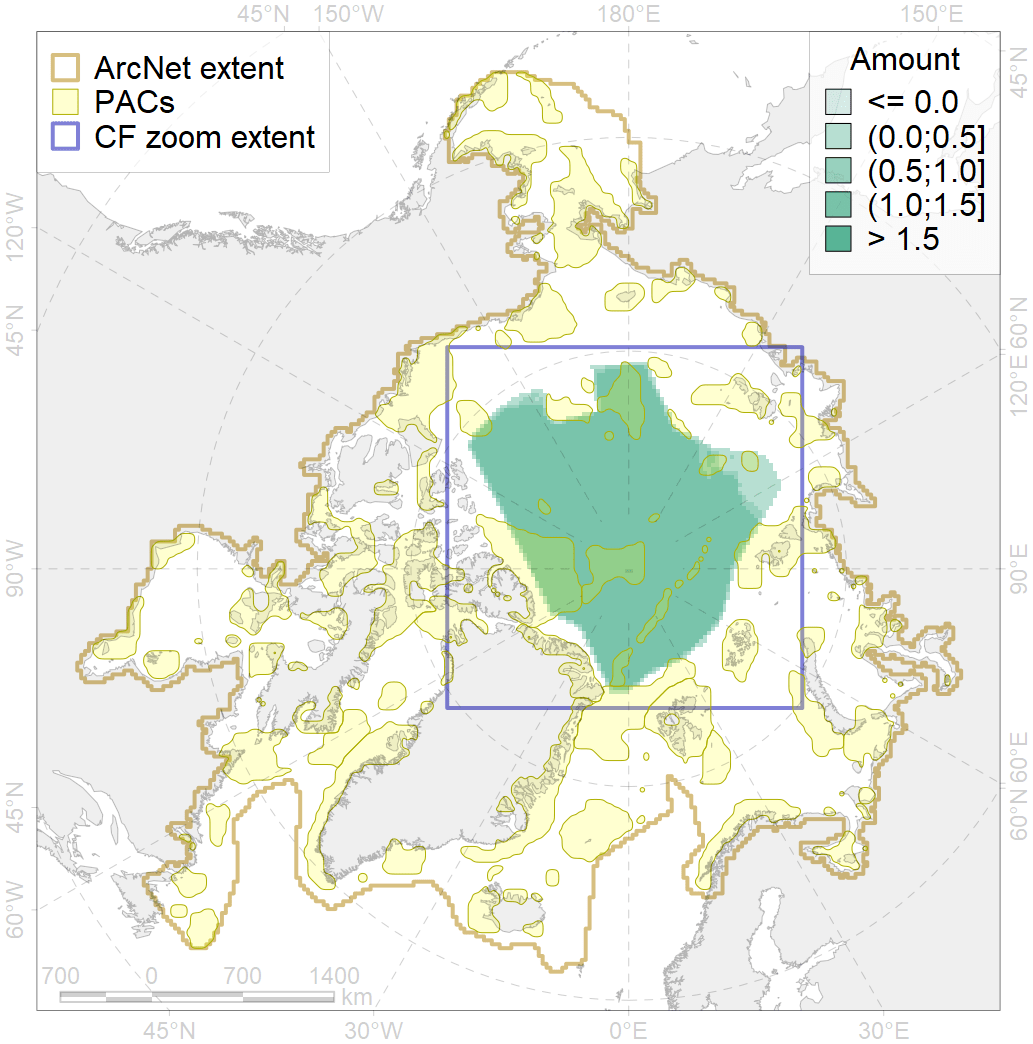 45°N 150°W 180°E 150°E
ArcNet extent
PACs
CF zoom extent
Amount
<= 0.0
(0.0;0.5]
(0.5;1.0]
(1.0;1.5]
> 1.5
45°N
120°W
45°N
60°N
120°E
90°W
90°E
45°N
60°E
60°N
60°W
700 0 700 1400
km
45°N 30°W 0°E 30°E